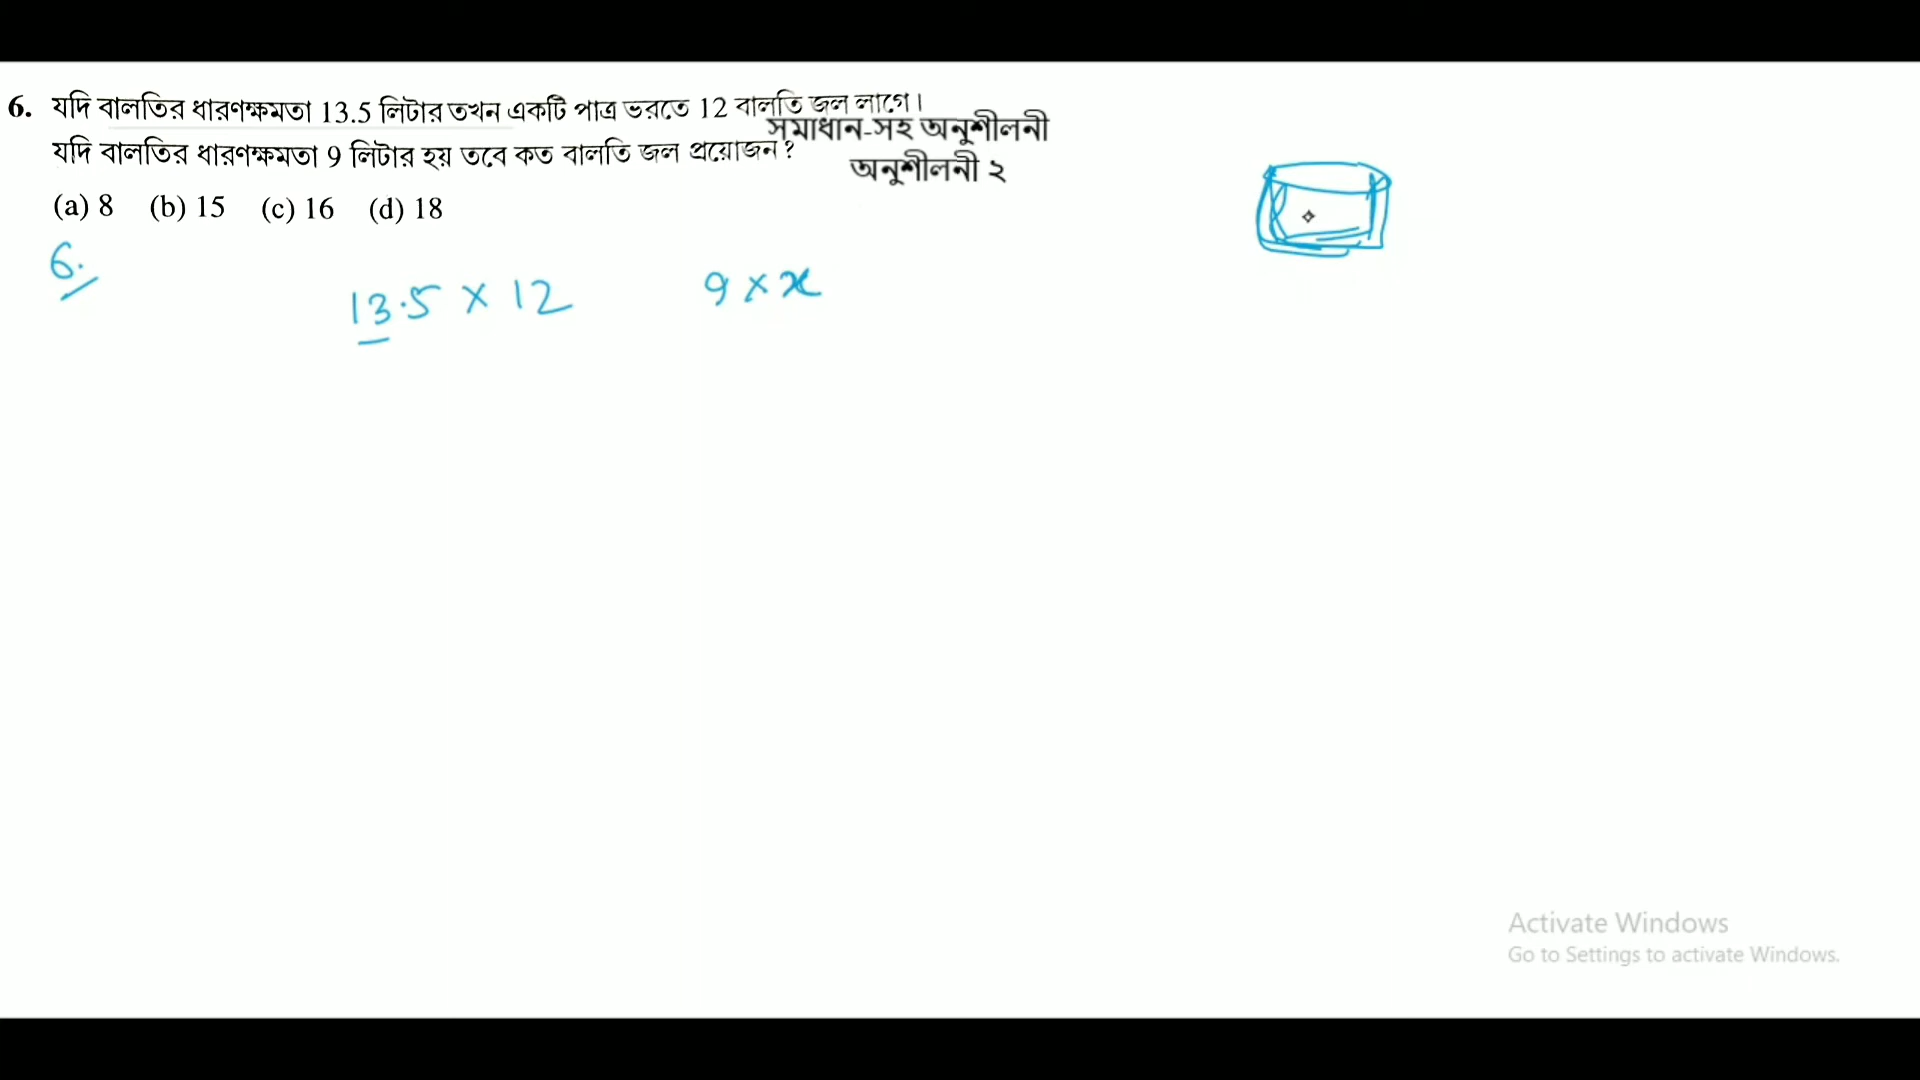 6. যদি বালতির ধারণক্ষমতা 13.5 লিটার তখন একটি পাত্র ভরতে 12 বালতি জল লাগে।
যদি বালতির ধারণক্ষমতা 9 লিটার হয় তবে কত বালতি জল প্রয়োজন?
সমাধান-সহ অনুশীলনী
অনুশীলনী ২
(a) 8 (b) 15 (c) 16 (d) 18
6.
13.5 × 12 9 × x
Activate Windows
Go to Settings to activate Windows.